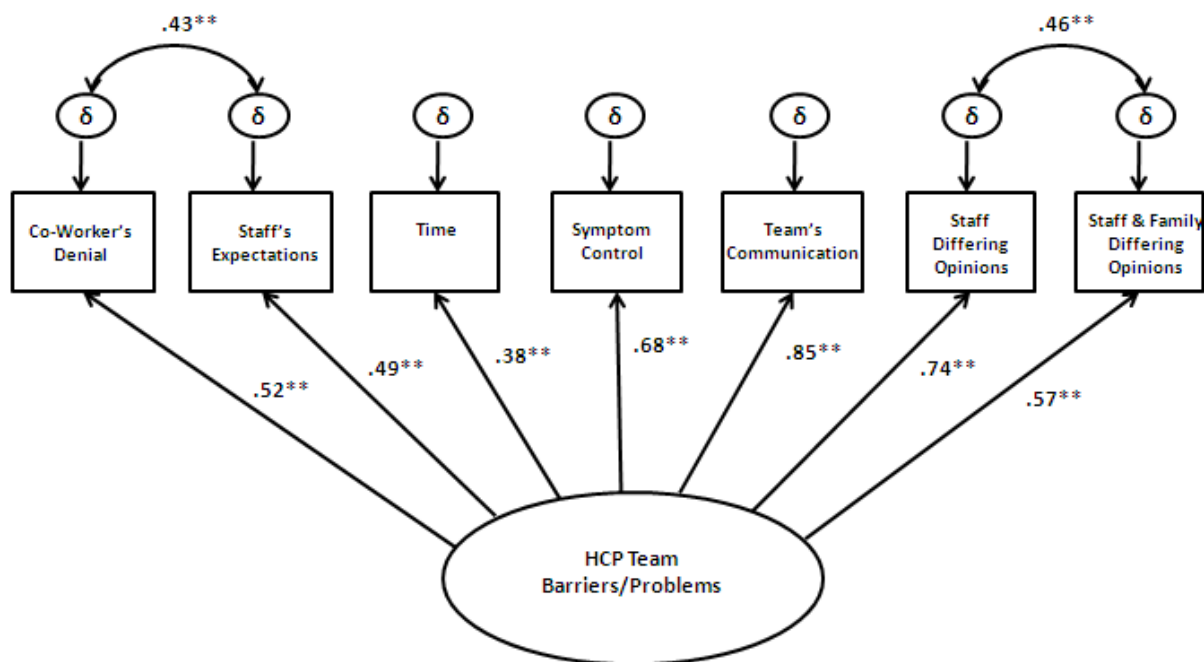 .43**
.46**
δ
δ
δ
δ
δ
δ
δ
Co-Worker's
Denial
Staff's
Expectations
Time
Symptom
Control
Team's
Communication
Staff
Differing
Opinions
Staff & Family
Differing
Opinions
.52**
.49**
.38**
.68**
.85**
.74**
.57**
HCP Team
Barriers/Problems